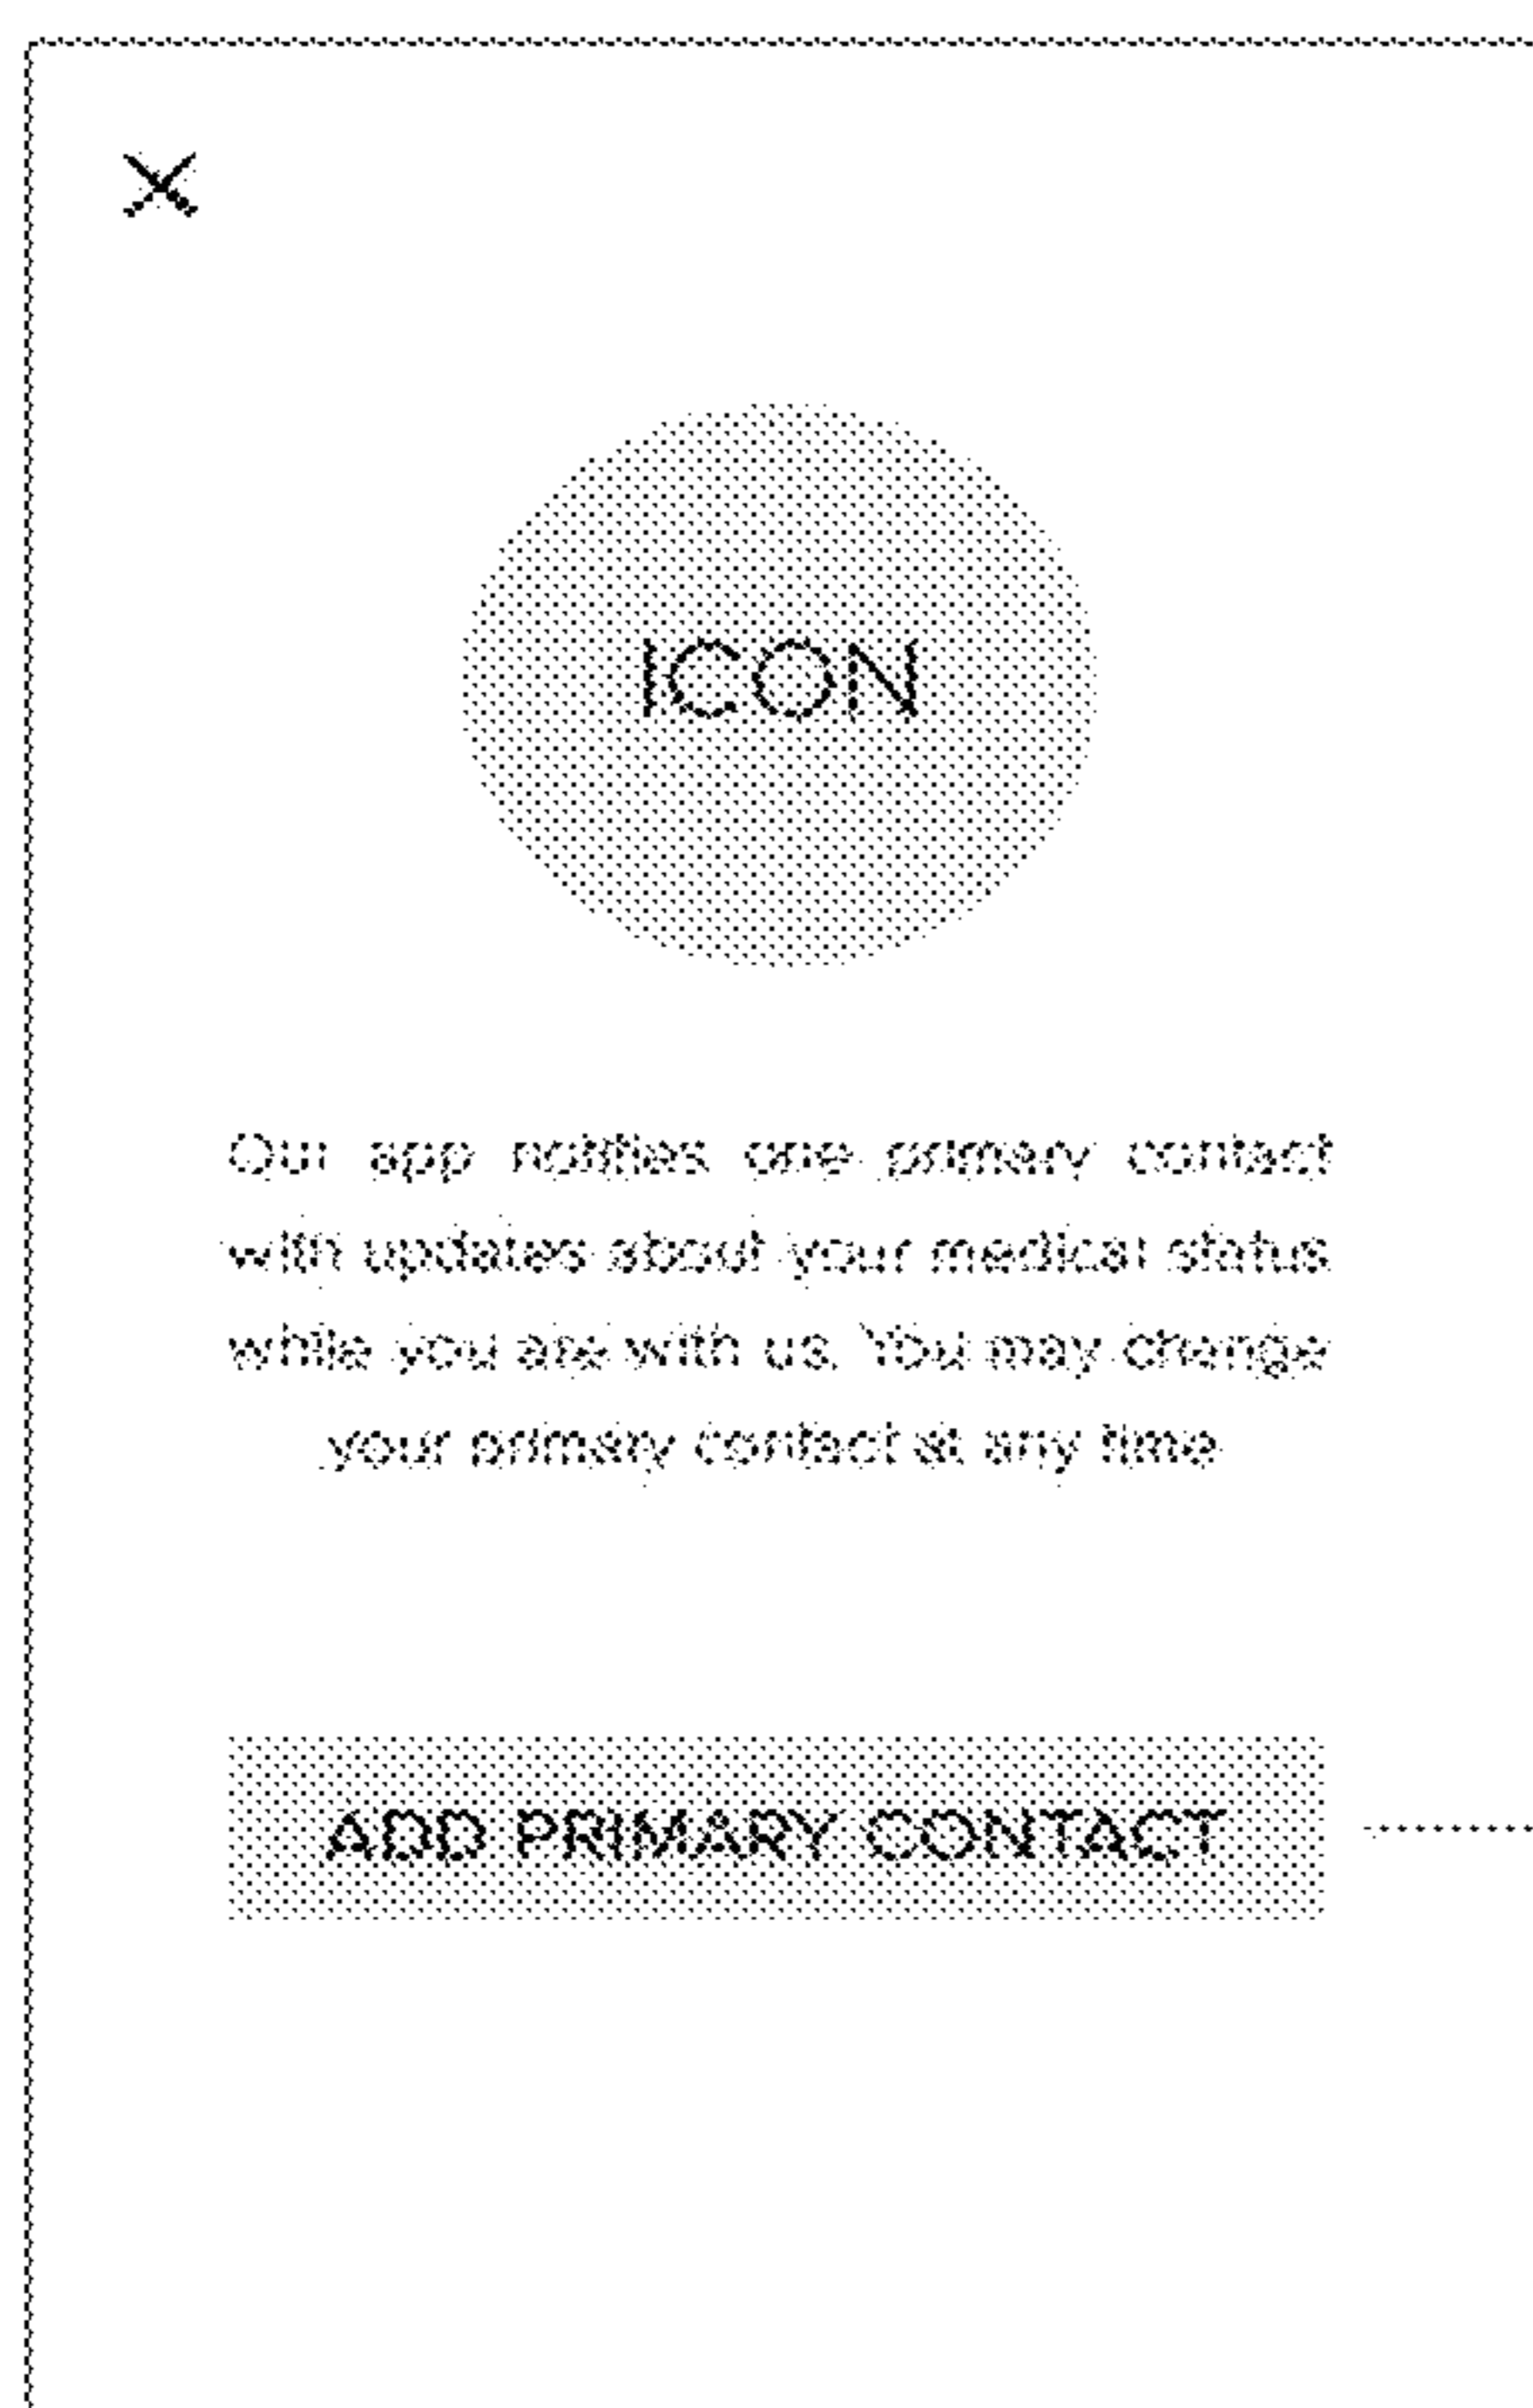 ICON
Our app notifies one primary contact
with updates about your medical status
while you are with us. You may change
your primary contact at any time
ADD PRIMARY CONTACT